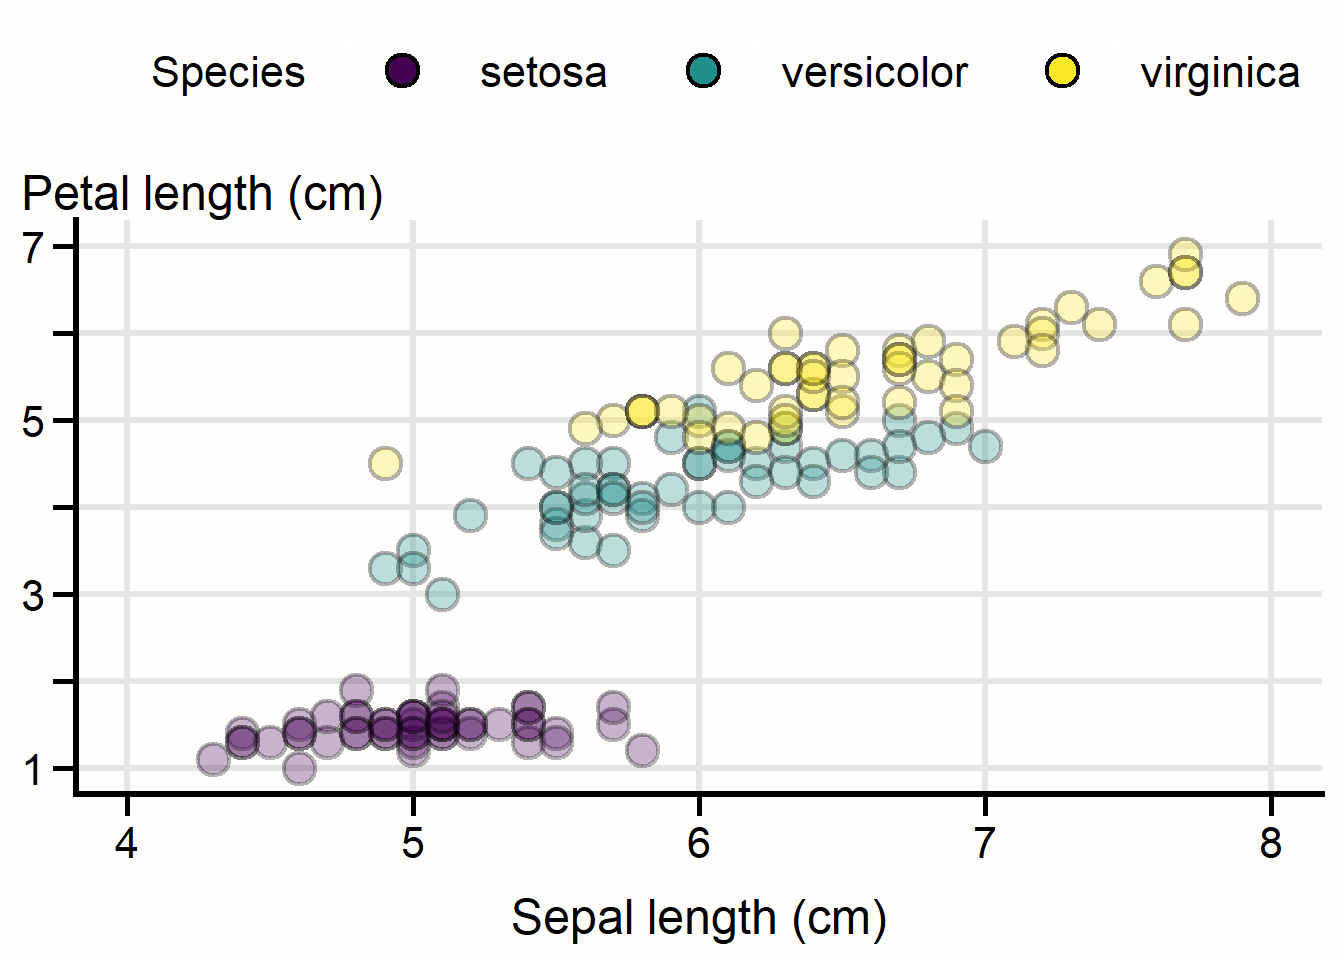 Species setosa versicolor virginica
Petal length (cm)
7
5
3
1
4 5 6 7 8
Sepal length (cm)